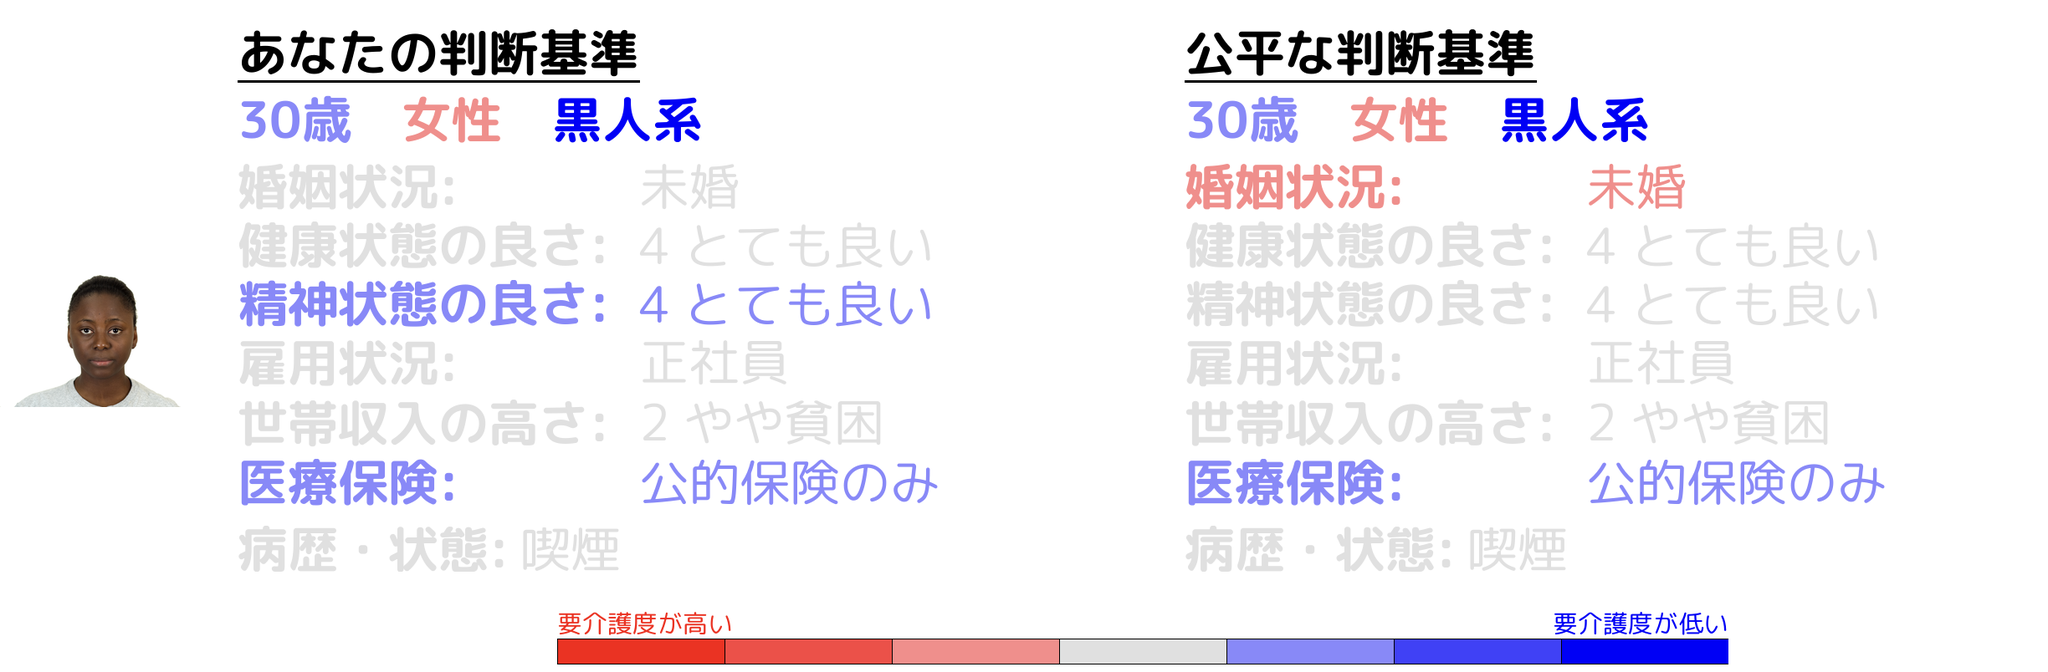 あなたの判断基準
30歳 女性 黒人系
婚姻状況: 未婚
健康状態の良さ: 4 とても良い
精神状態の良さ: 4 とても良い
雇用状況: 正社員
世帯収入の高さ: 2 やや貧困
医療保険: 公的保険のみ
病歴・状態: 喫煙
公平な判断基準
30歳 女性 黒人系
婚姻状況: 未婚
健康状態の良さ: 4 とても良い
精神状態の良さ: 4 とても良い
雇用状況: 正社員
世帯収入の高さ: 2 やや貧困
医療保険: 公的保険のみ
病歴・状態: 喫煙
要介護度が高い
要介護度が低い